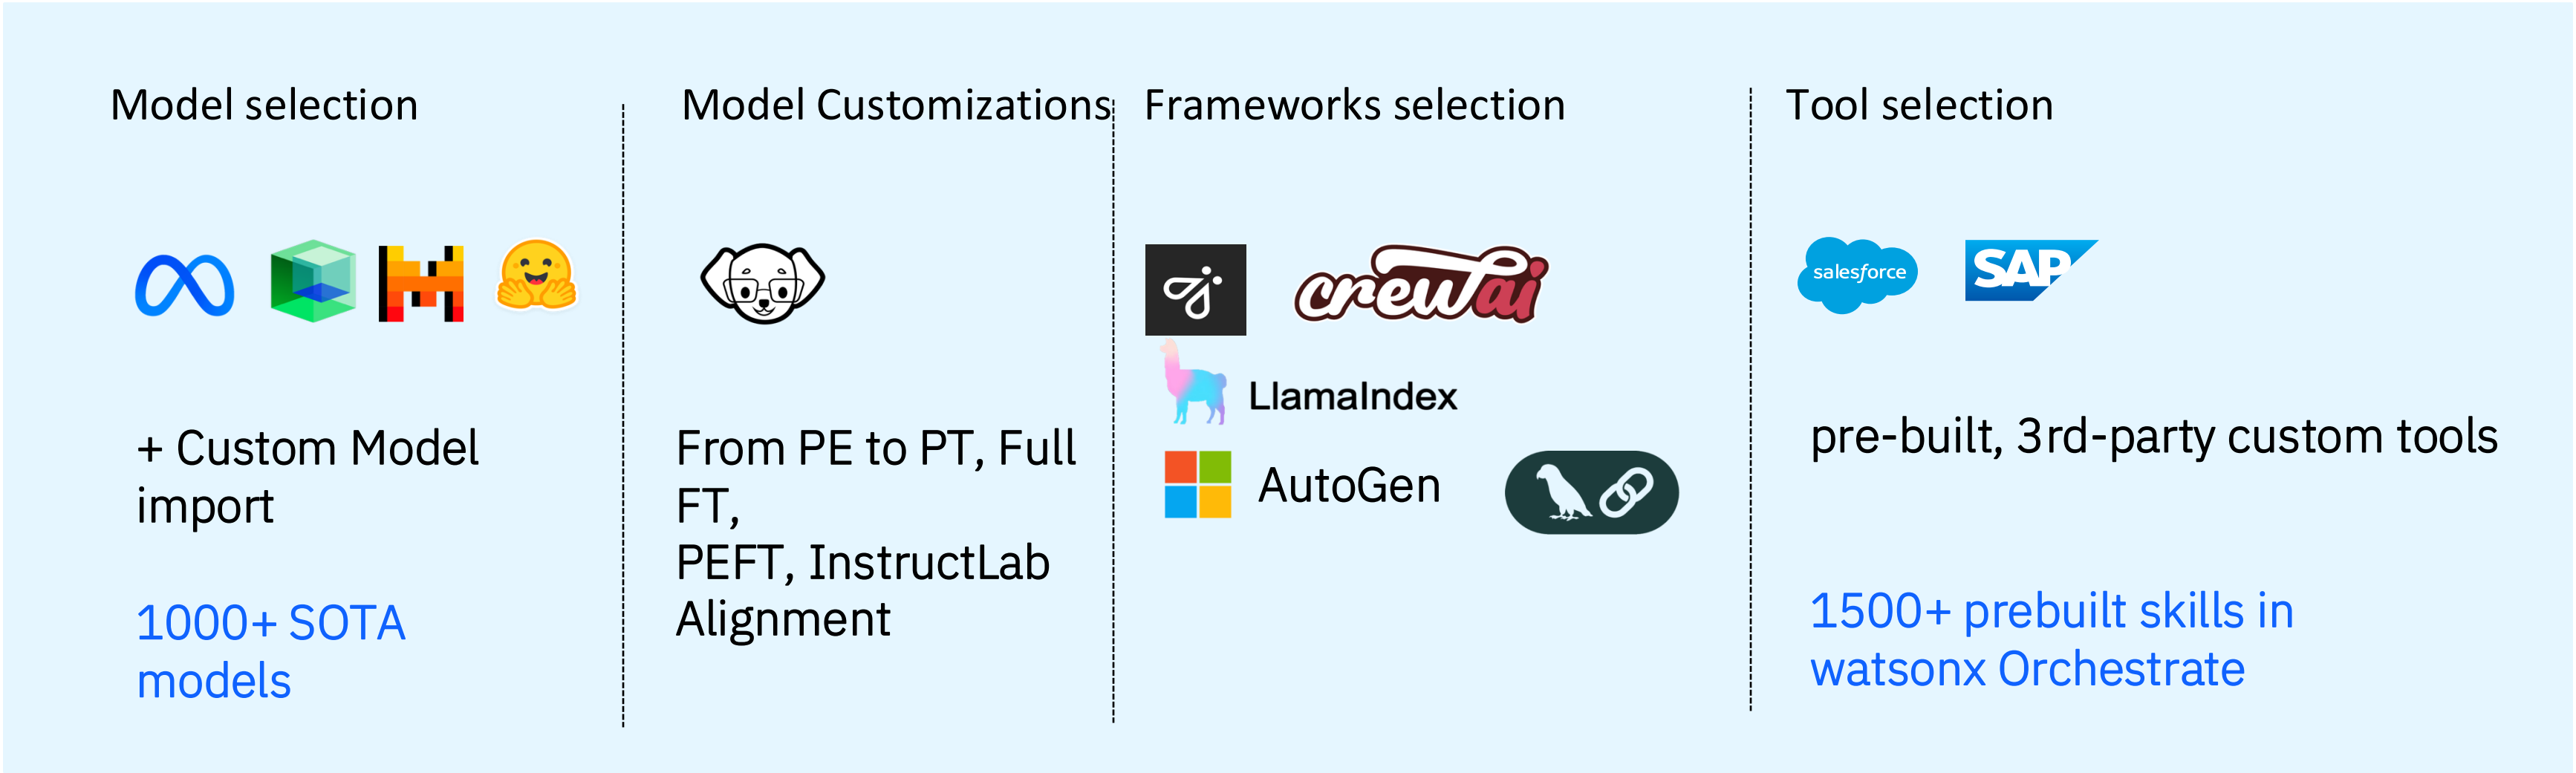 Model selection
+ Custom Model
import
1000+ SOTA
models
Model Customizations
From PE to PT, Full
FT,
PEFT, InstructLab
Alignment
Frameworks selection
crewai
LlamaIndex
AutoGen
Tool selection
salesforce
SAP
pre-built, 3rd-party custom tools
1500+ prebuilt skills in
watsonx Orchestrate